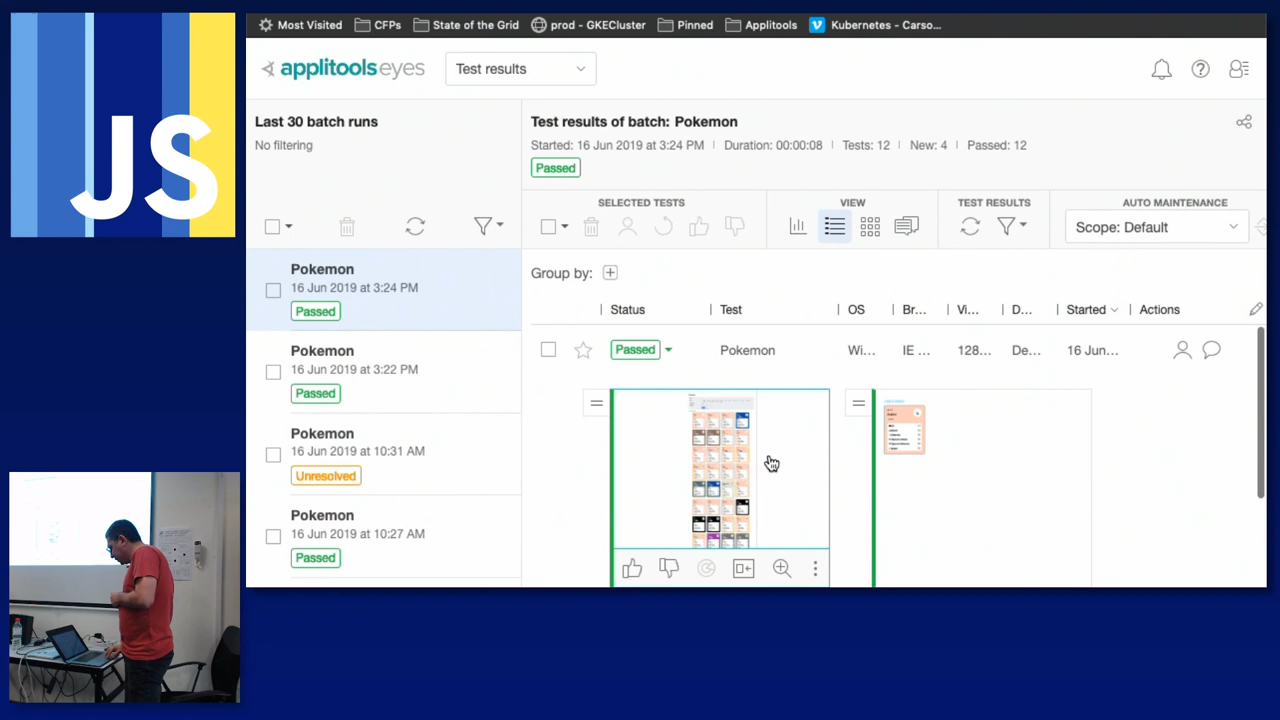 JS
Most Visited CFPs State of the Grid prod - GKECluster Pinned Applitools Kubernetes - Carso...
applitools eyes Test results
Last 30 batch runs
No filtering
Test results of batch: Pokemon
Started: 16 Jun 2019 at 3:24 PM Duration: 00:00:08 Tests: 12 New: 4 Passed: 12
Passed
SELECTED TESTS VIEW TEST RESULTS AUTO MAINTENANCE
Scope: Default
Pokemon
16 Jun 2019 at 3:24 PM
Passed
Pokemon
16 Jun 2019 at 3:22 PM
Passed
Pokemon
16 Jun 2019 at 10:31 AM
Unresolved
Pokemon
16 Jun 2019 at 10:27 AM
Passed
Group by:
Status Test OS Br... Vi... D... Started Actions
Passed Pokemon Wi... IE ... 128... De... 16 Jun...